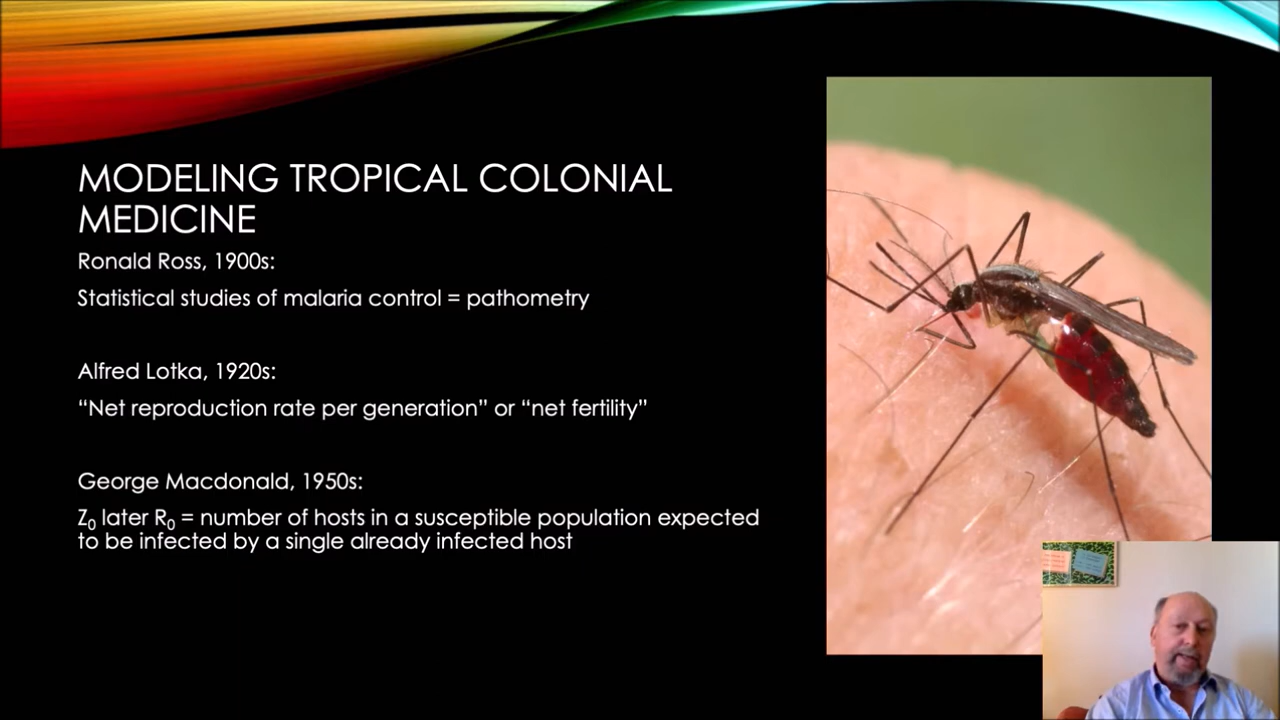 MODELING TROPICAL COLONIAL
MEDICINE
Ronald Ross, 1900s:
Statistical studies of malaria control = pathometry
Alfred Lotka, 1920s:
“Net reproduction rate per generation” or “net fertility”
George Macdonald, 1950s:
Z₀ later R₀ = number of hosts in a susceptible population expected
to be infected by a single already infected host